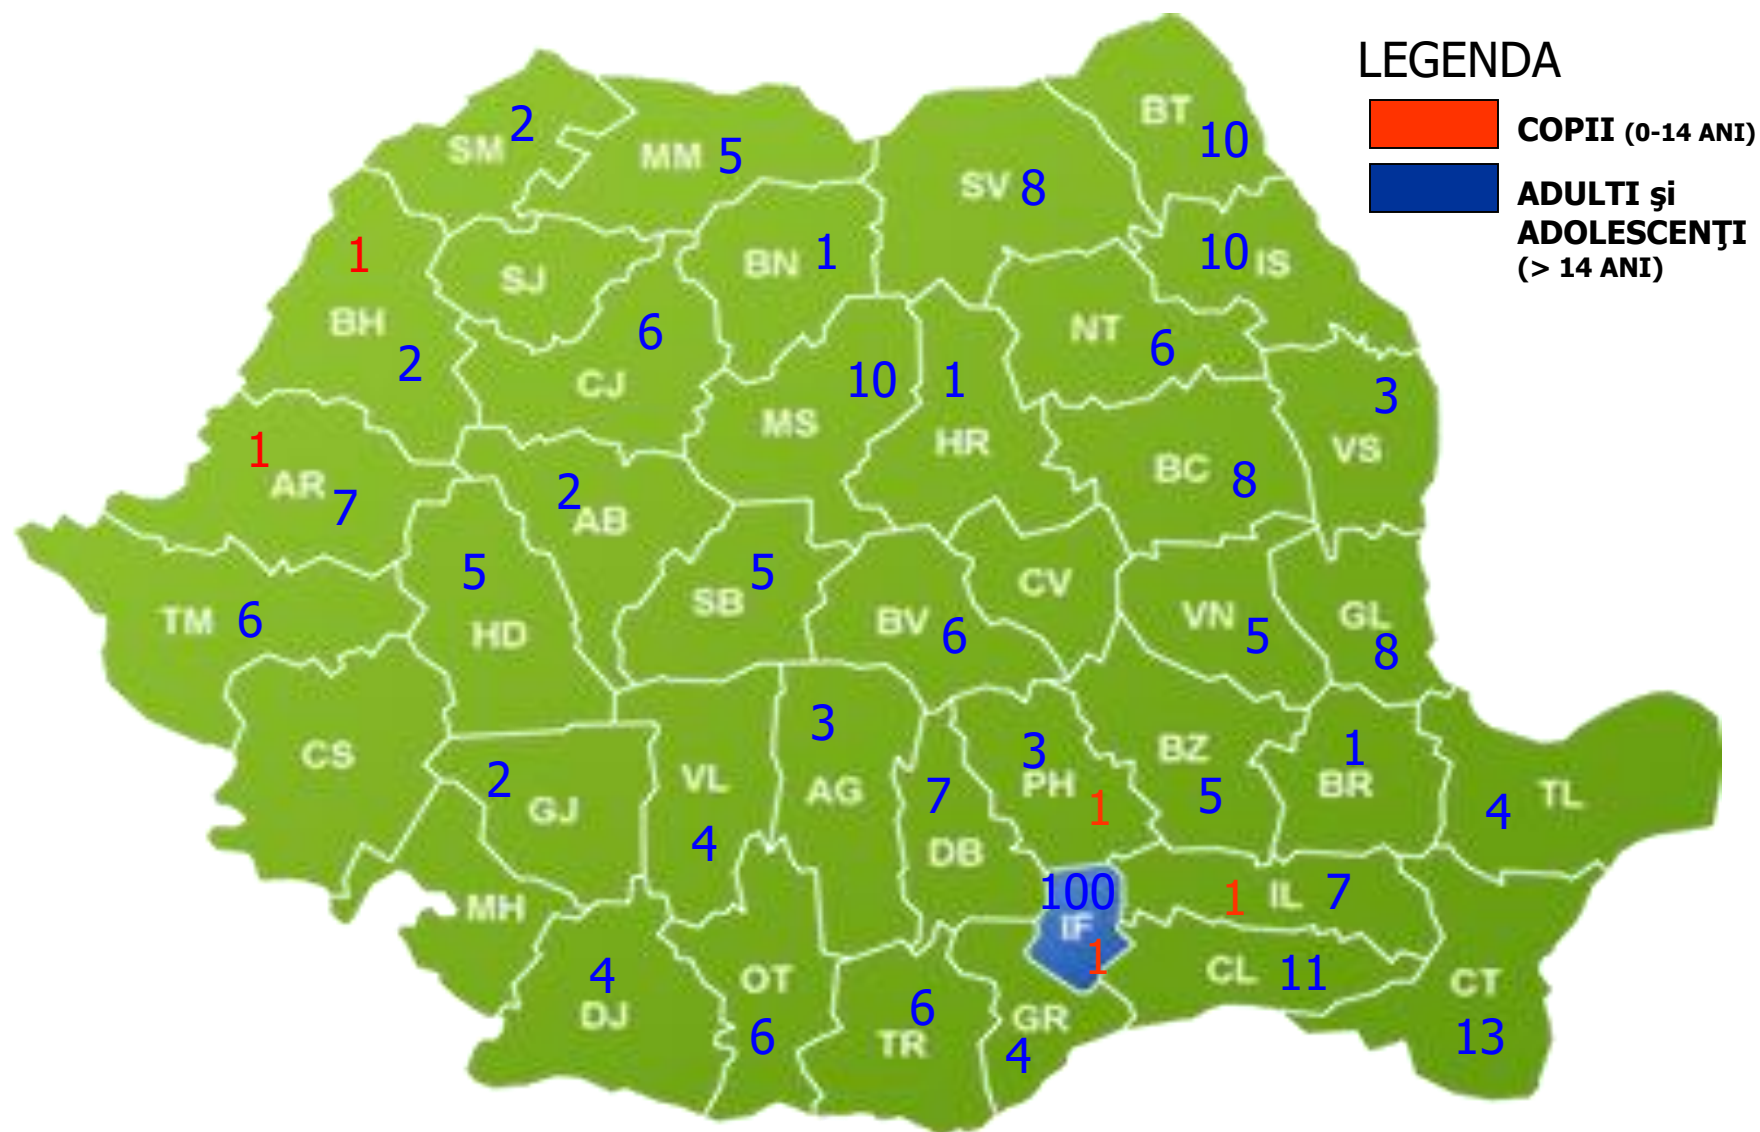 LEGENDA
COPII (0-14 ANI)
ADULTI şi
ADOLESCENŢI
(> 14 ANI)
BT
10
SM 2
MM 5
SV 8
1
BH
2
SJ
BN 1
10 IS
6
CJ
NT
6
10
MS
1
HR
3
VS
1
AR
7
2
AB
BC
8
5
HD
SB 5
CV
TM 6
BV
6
VN
5
GL
8
CS
2
GJ
VL
4
3
AG
7
DB
3
PH
1
BZ
5
1
BR
4 TL
MH
100
IF
1
1 IL 7
4
DJ
OT
6
6
TR
GR
4
CL 11
CT
13